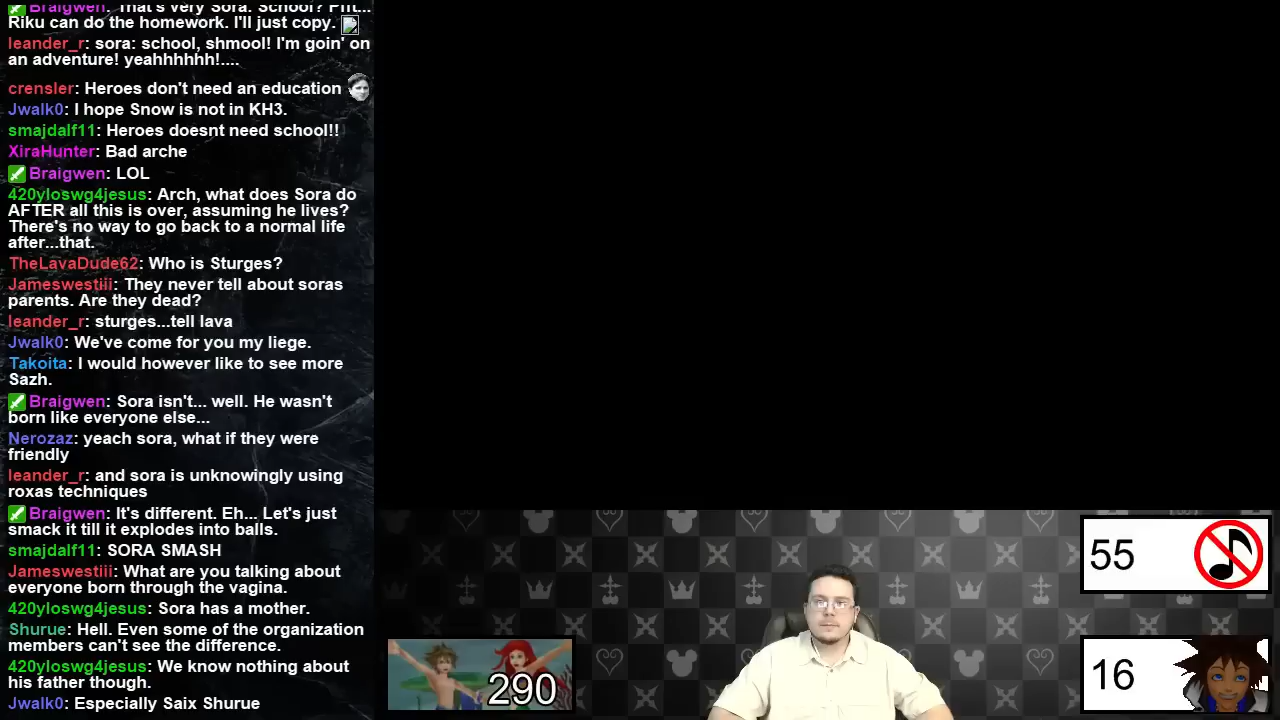 Braigwen: That's very Sora. School? Pfft...
Riku can do the homework. I'll just copy.
leander_r: sora: school, shmool! I'm goin' on
an adventure! yeahhhhhh!....
crensler: Heroes don't need an education
Jwalk0: I hope Snow is not in KH3.
smajdalf11: Heroes doesnt need school!!
XiraHunter: Bad arche
Braigwen: LOL
420yloswg4jesus: Arch, what does Sora do
AFTER all this is over, assuming he lives?
There's no way to go back to a normal life
after...that.
TheLavaDude62: Who is Sturges?
Jameswestiii: They never tell about soras
parents. Are they dead?
leander_r: sturges...tell lava
Jwalk0: We've come for you my liege.
Takoita: I would however like to see more
Sazh.
Braigwen: Sora isn't... well. He wasn't
born like everyone else...
Nerozaz: yeach sora, what if they were
friendly
leander_r: and sora is unknowingly using
roxas techniques
Braigwen: It's different. Eh... Let's just
smack it till it explodes into balls.
smajdalf11: SORA SMASH
Jameswestiii: What are you talking about
everyone born through the vagina.
420yloswg4jesus: Sora has a mother.
Shurue: Hell. Even some of the organization
members can't see the difference.
420yloswg4jesus: We know nothing about
his father though.
Jwalk0: Especially Saix Shurue
55
290
16